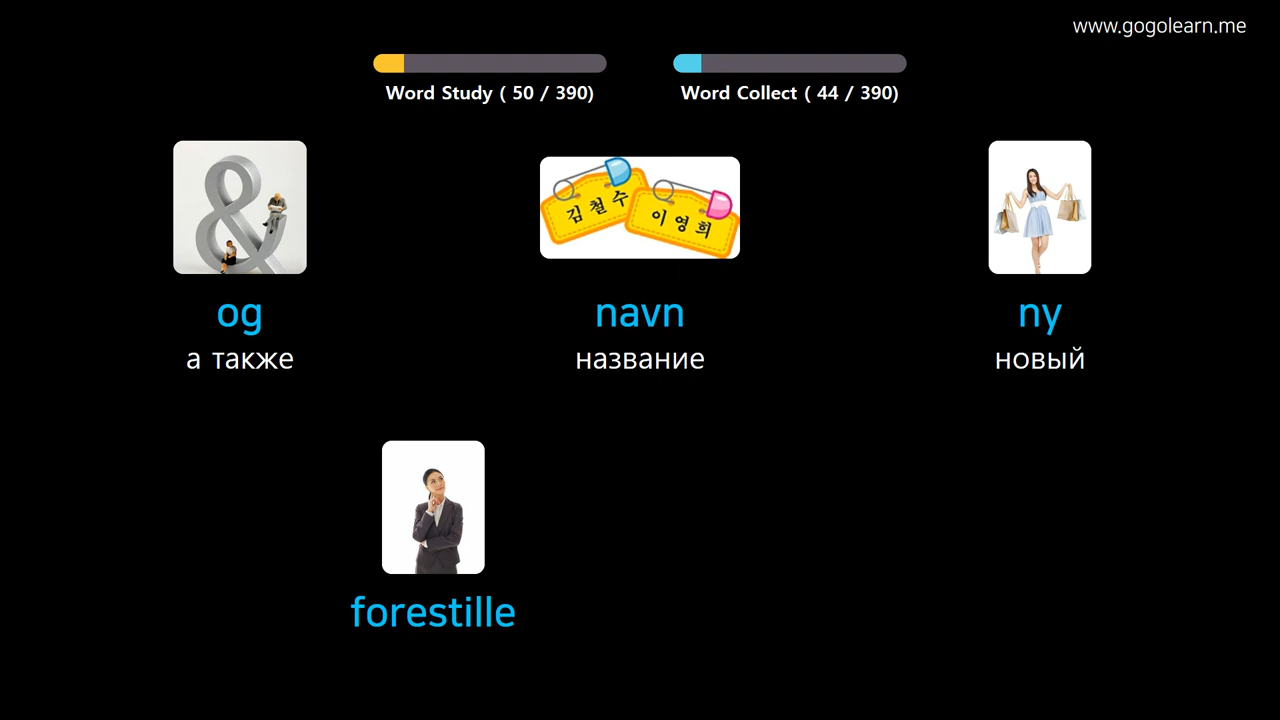 www.gogolearn.me
Word Study ( 50 / 390)
Word Collect ( 44 / 390)
김철수
이영희
og
navn
ny
а также
название
новый
forestille